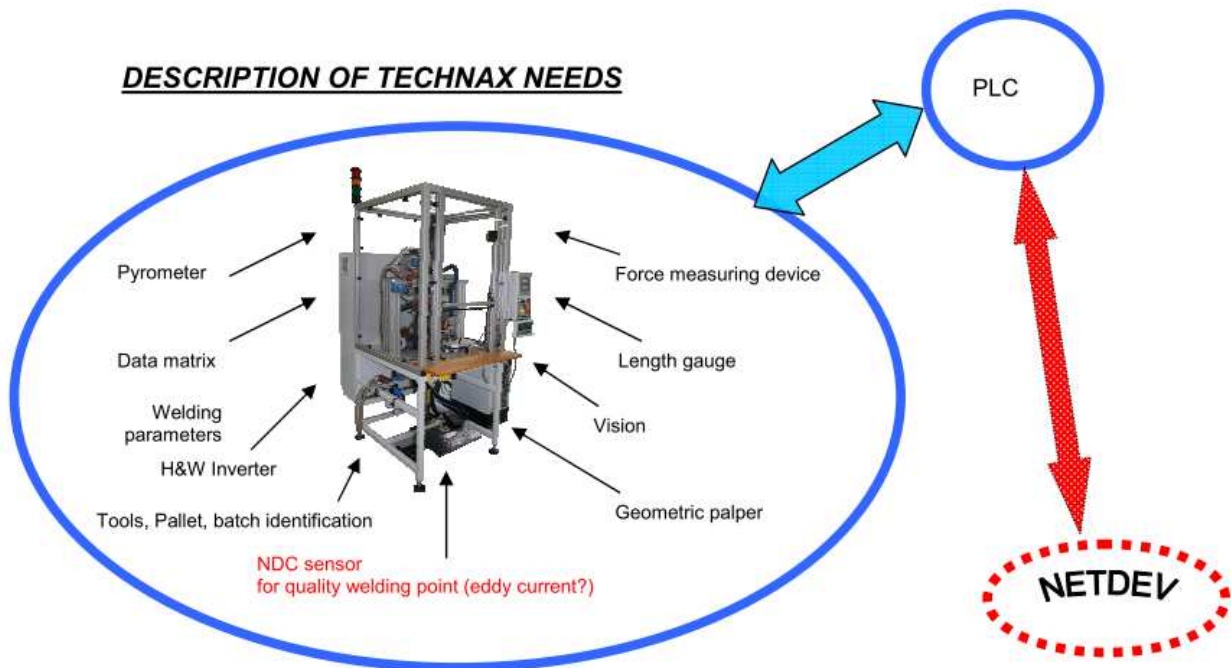 DESCRIPTION OF TECHNAX NEEDS
PLC
Pyrometer
Force measuring device
Data matrix
Length gauge
Welding
parameters
Vision
H&W Inverter
Tools, Pallet, batch identification
Geometric palper
NDC sensor
for quality welding point (eddy current?)
NETDEV